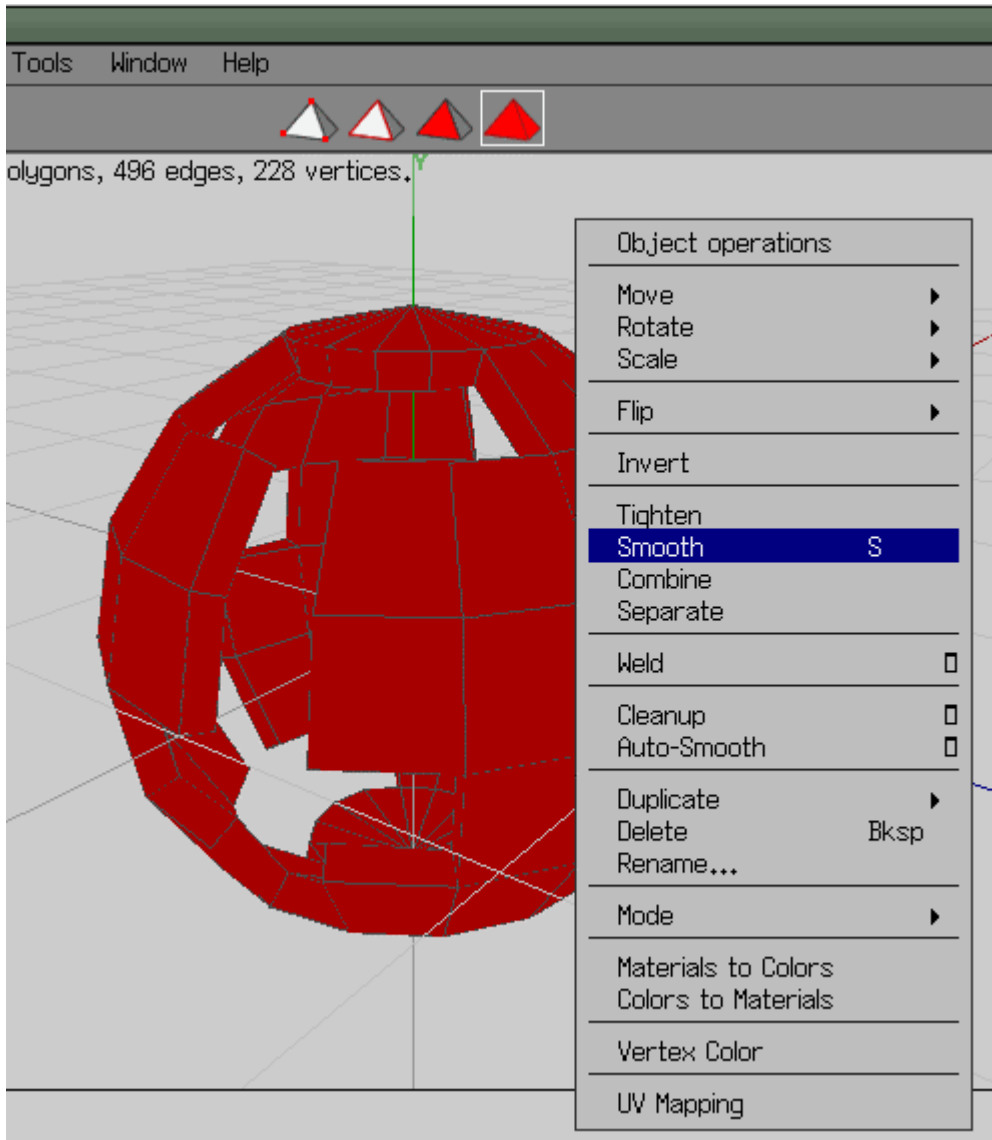 Tools Window Help
olygons, 496 edges, 228 vertices.
Y
Object operations
Move
Rotate
Scale
Flip
Invert
Tighten
Smooth S
Combine
Separate
Weld
Cleanup
Auto-Smooth
Duplicate
Delete Bksp
Rename...
Mode
Materials to Colors
Colors to Materials
Vertex Color
UV Mapping